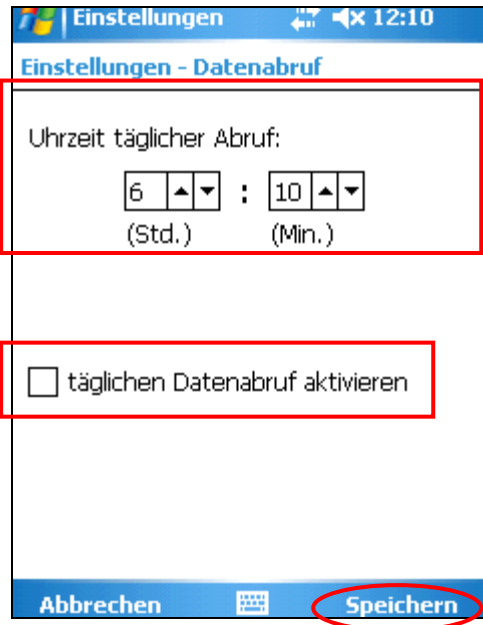 Einstellungen 12:10
Einstellungen - Datenabruf
Uhrzeit täglicher Abruf:
6 : 10
(Std.) (Min.)
täglichen Datenabruf aktivieren
Abbrechen Speichern